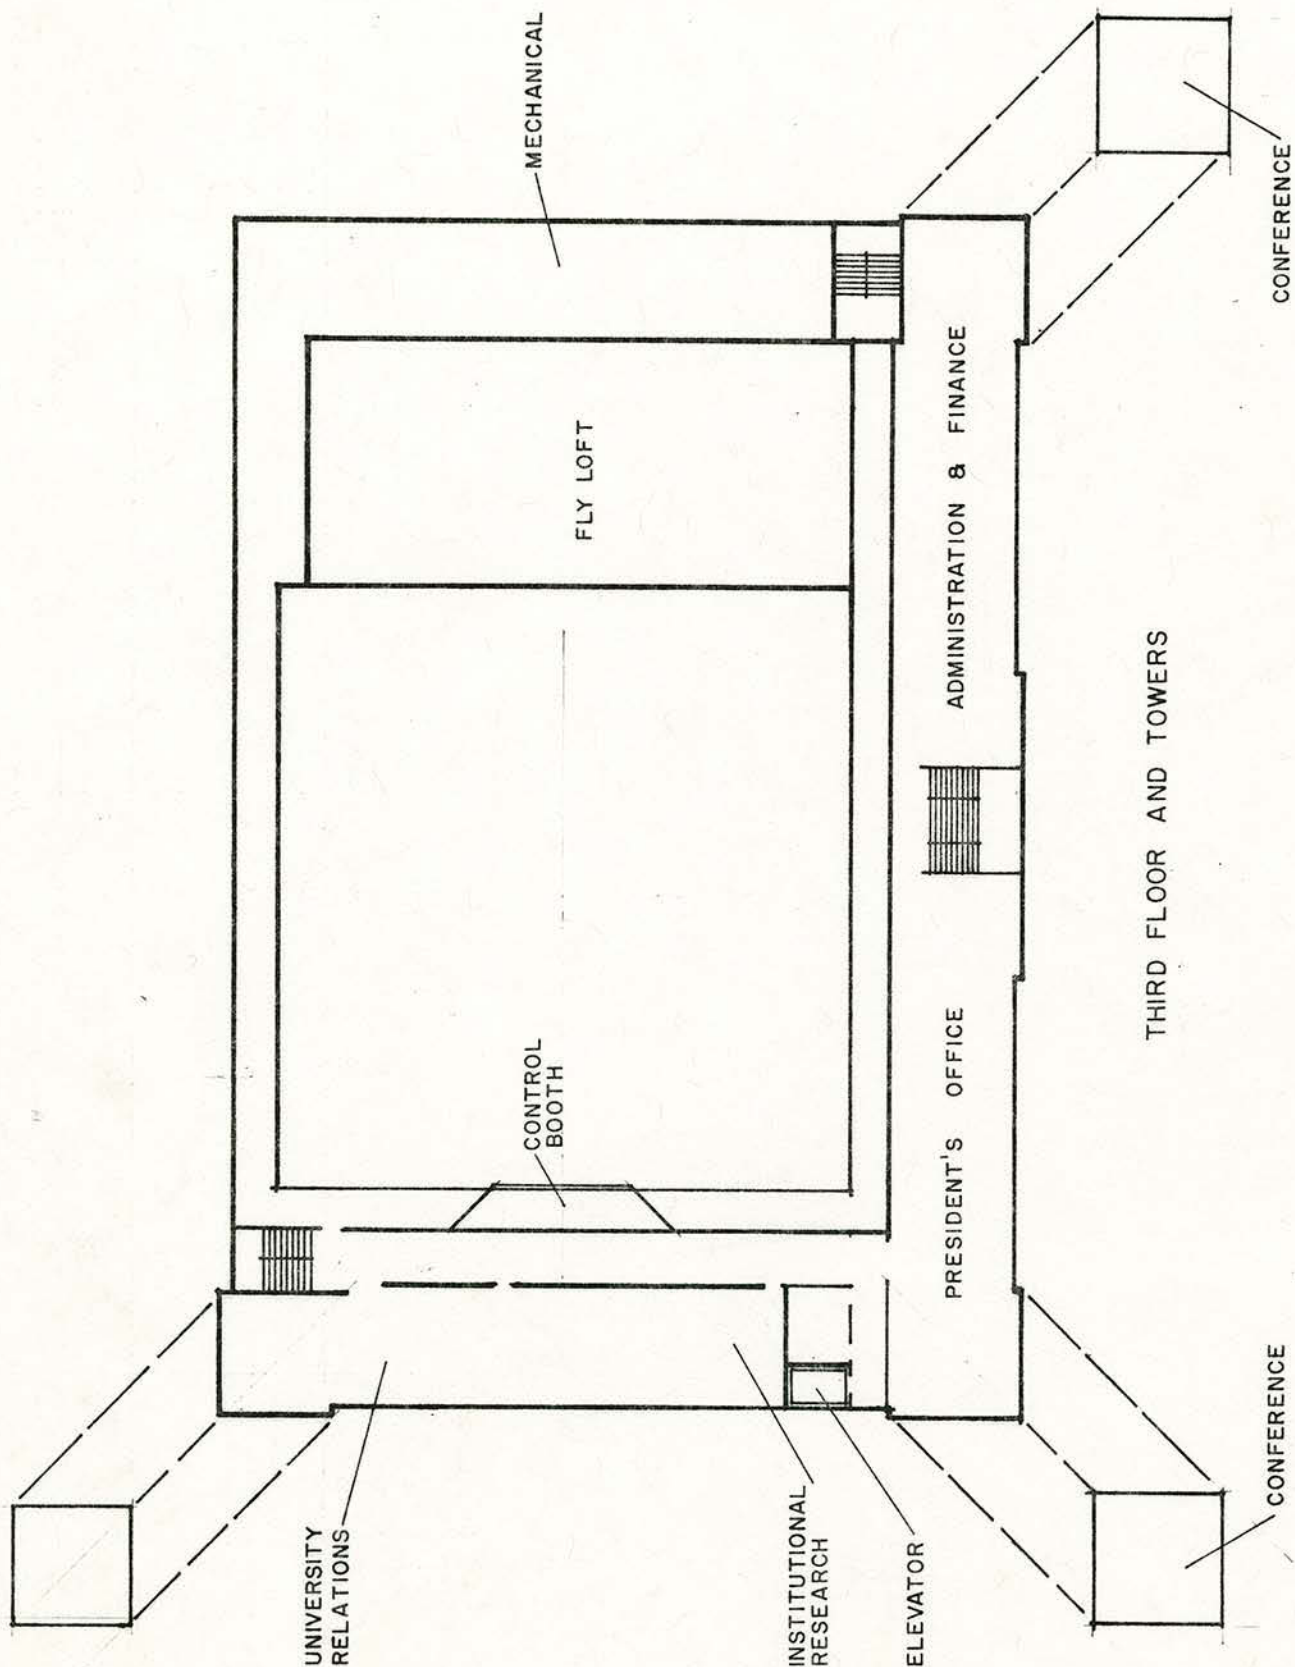 MECHANICAL
CONFERENCE
FLY LOFT
ADMINISTRATION & FINANCE
CONTROL
BOOTH
PRESIDENT'S OFFICE
UNIVERSITY
RELATIONS
INSTITUTIONAL
RESEARCH
ELEVATOR
CONFERENCE
THIRD FLOOR AND TOWERS